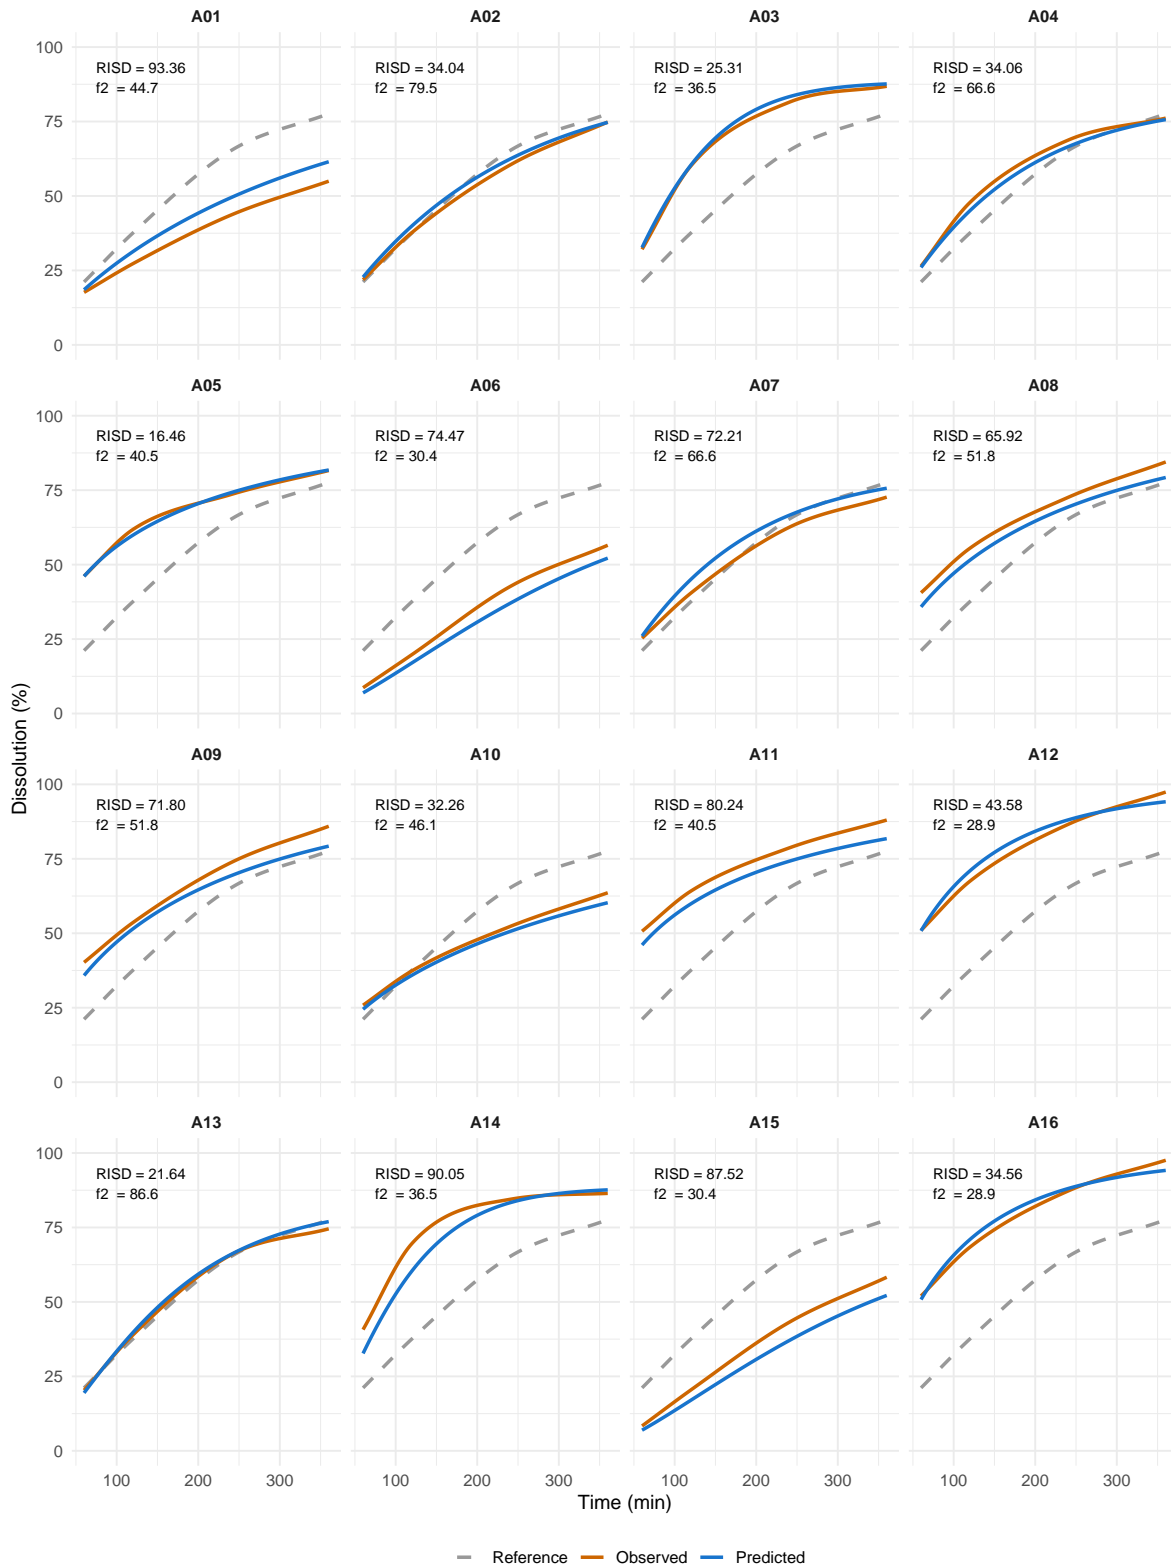 A01 A02 A03 A04
100
RISD = 93.36 RISD = 34.04 RISD = 25.31 RISD = 34.06
f2 = 44.7 f2 = 79.5 f2 = 36.5 f2 = 66.6
75
50
25
0
A05 A06 A07 A08
100
RISD = 16.46 RISD = 74.47 RISD = 72.21 RISD = 65.92
f2 = 40.5 f2 = 30.4 f2 = 66.6 f2 = 51.8
75
50
25
0
Dissolution (%)
A09 A10 A11 A12
100
RISD = 71.80 RISD = 32.26 RISD = 80.24 RISD = 43.58
f2 = 51.8 f2 = 46.1 f2 = 40.5 f2 = 28.9
75
50
25
0
A13 A14 A15 A16
100
RISD = 21.64 RISD = 90.05 RISD = 87.52 RISD = 34.56
f2 = 86.6 f2 = 36.5 f2 = 30.4 f2 = 28.9
75
50
25
0
100 200 300 100 200 300 100 200 300 100 200 300
Time (min)
Reference Observed Predicted